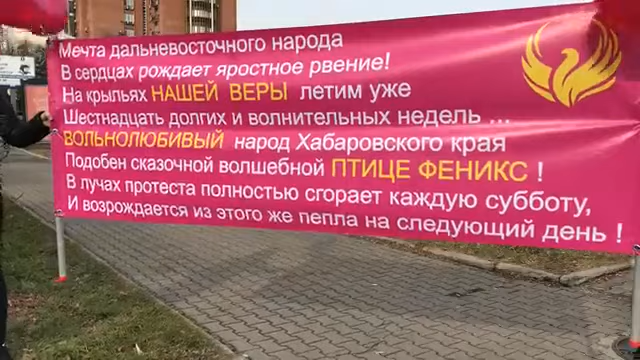 Мечта дальневосточного народа
В сердцах рождает яростное рвение!
На крыльях НАШЕЙ ВЕРЫ летим уже
Шестнадцать долгих и волнительных недель ...
ВОЛЬНОЛЮБИВЫЙ народ Хабаровского края
Подобен сказочной волшебной ПТИЦЕ ФЕНИКС !
В лучах протеста полностью сгорает каждую субботу,
И возрождается из этого же пепла на следующий день !